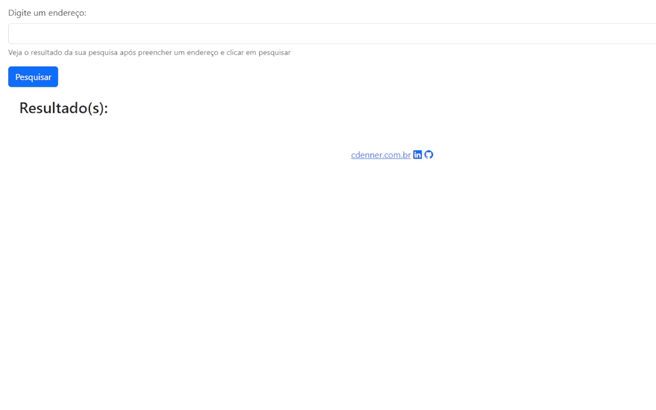 Digite um endereço:
Veja o resultado da sua pesquisa após preencher um endereço e clicar em pesquisar
Pesquisar
Resultado(s):
cdenner.com.br